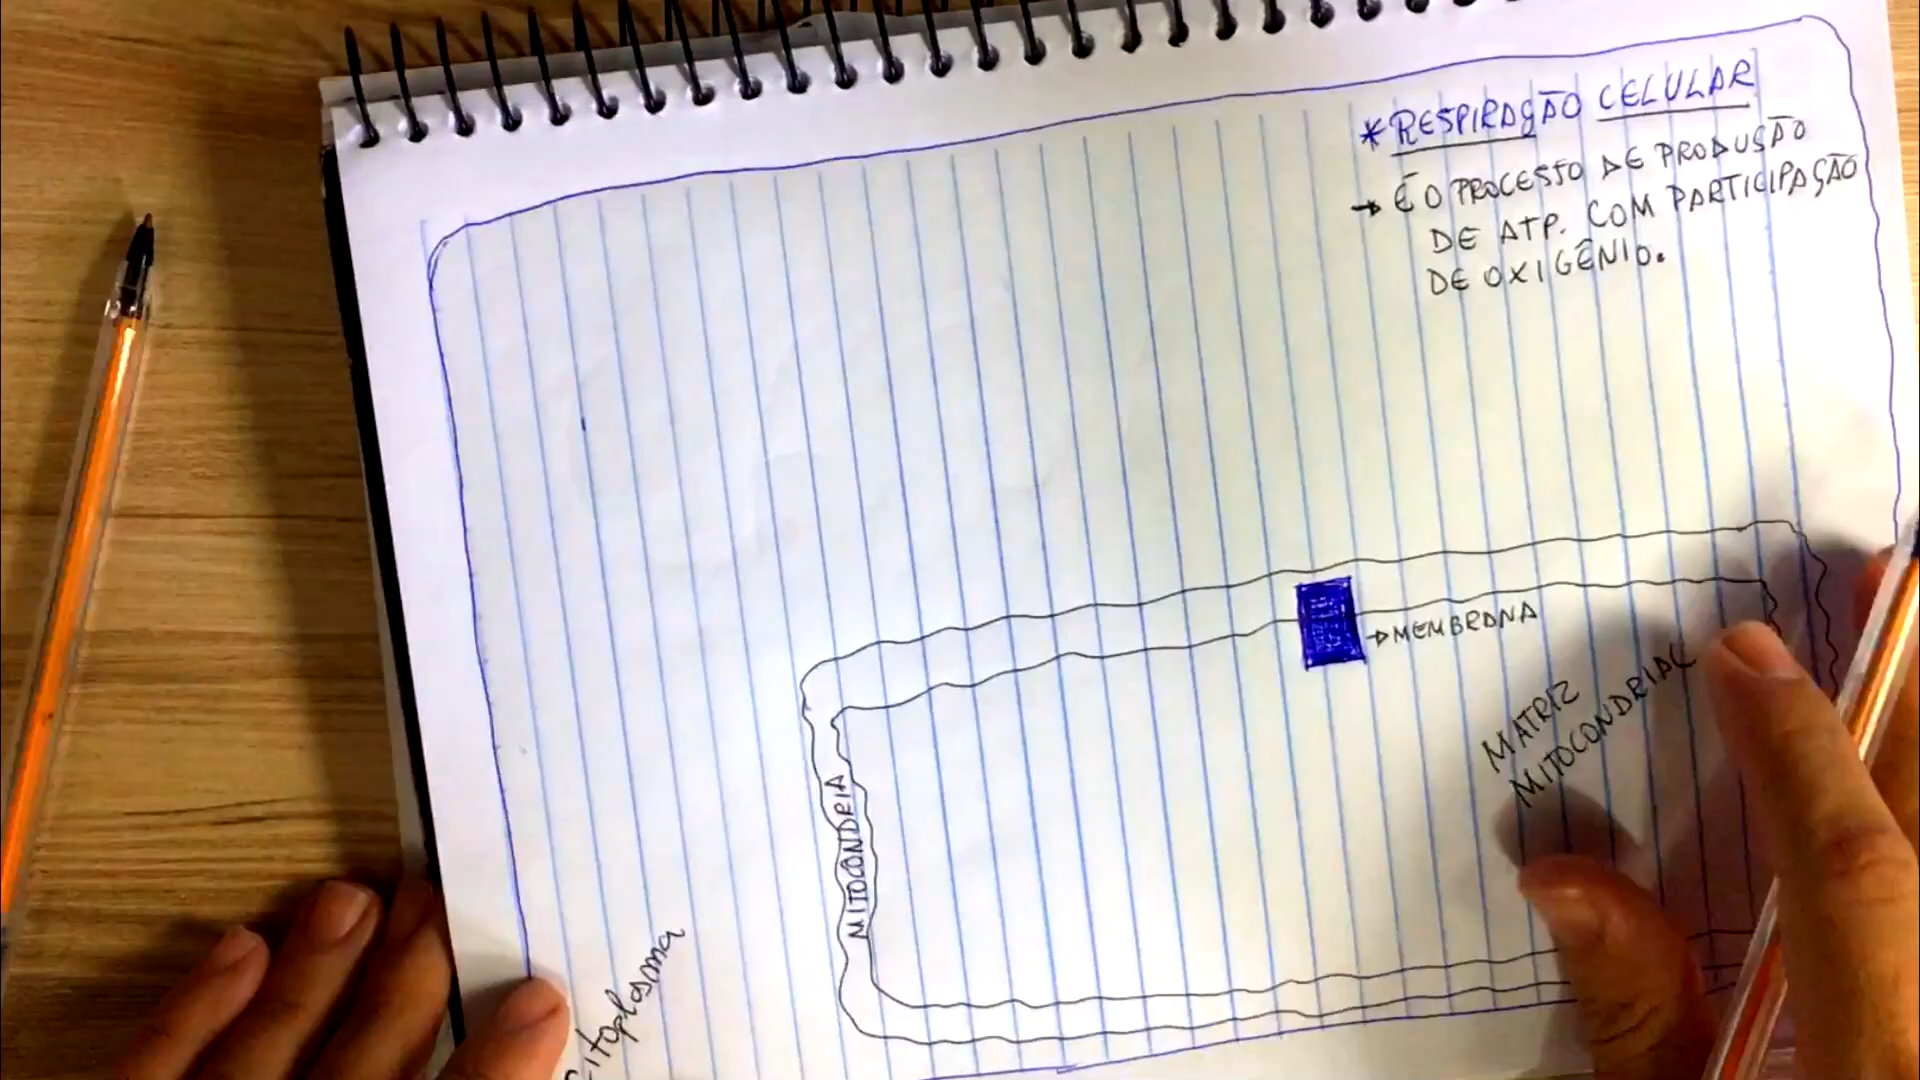 * RESPIRAÇÃO CELULAR
→ É O PROCESSO DE PRODUÇÃO
DE ATP. COM PARTICIPAÇÃO
DE OXIGÊNIO.
→ MEMBRANA
MATRIZ
MITOCONDRIAL
MITOCONDRIA
Citoplasma